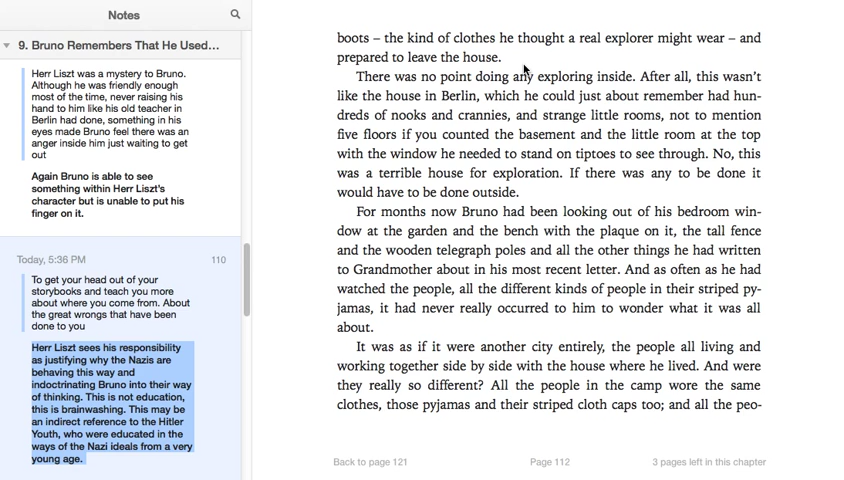 Notes
9. Bruno Remembers That He Used...
Herr Liszt was a mystery to Bruno.
Although he was friendly enough
most of the time, never raising his
hand to him like his old teacher in
Berlin had done, something in his
eyes made Bruno feel there was an
anger inside him just waiting to get
out
Again Bruno is able to see
something within Herr Liszt's
character but is unable to put his
finger on it.
Today, 5:36 PM 110
To get your head out of your
storybooks and teach you more
about where you come from. About
the great wrongs that have been
done to you
Herr Liszt sees his responsibility
as justifying why the Nazis are
behaving this way and
indoctrinating Bruno into their way
of thinking. This is not education,
this is brainwashing. This may be
an indirect reference to the Hitler
Youth, who were educated in the
ways of the Nazi ideals from a very
young age.
boots – the kind of clothes he thought a real explorer might wear – and
prepared to leave the house.
There was no point doing any exploring inside. After all, this wasn't
like the house in Berlin, which he could just about remember had hun-
dreds of nooks and crannies, and strange little rooms, not to mention
five floors if you counted the basement and the little room at the top
with the window he needed to stand on tiptoes to see through. No, this
was a terrible house for exploration. If there was any to be done it
would have to be done outside.
For months now Bruno had been looking out of his bedroom win-
dow at the garden and the bench with the plaque on it, the tall fence
and the wooden telegraph poles and all the other things he had written
to Grandmother about in his most recent letter. And as often as he had
watched the people, all the different kinds of people in their striped py-
jamas, it had never really occurred to him to wonder what it was all
about.
It was as if it were another city entirely, the people all living and
working together side by side with the house where he lived. And were
they really so different? All the people in the camp wore the same
clothes, those pyjamas and their striped cloth caps too; and all the peo-
Back to page 121 Page 112 3 pages left in this chapter